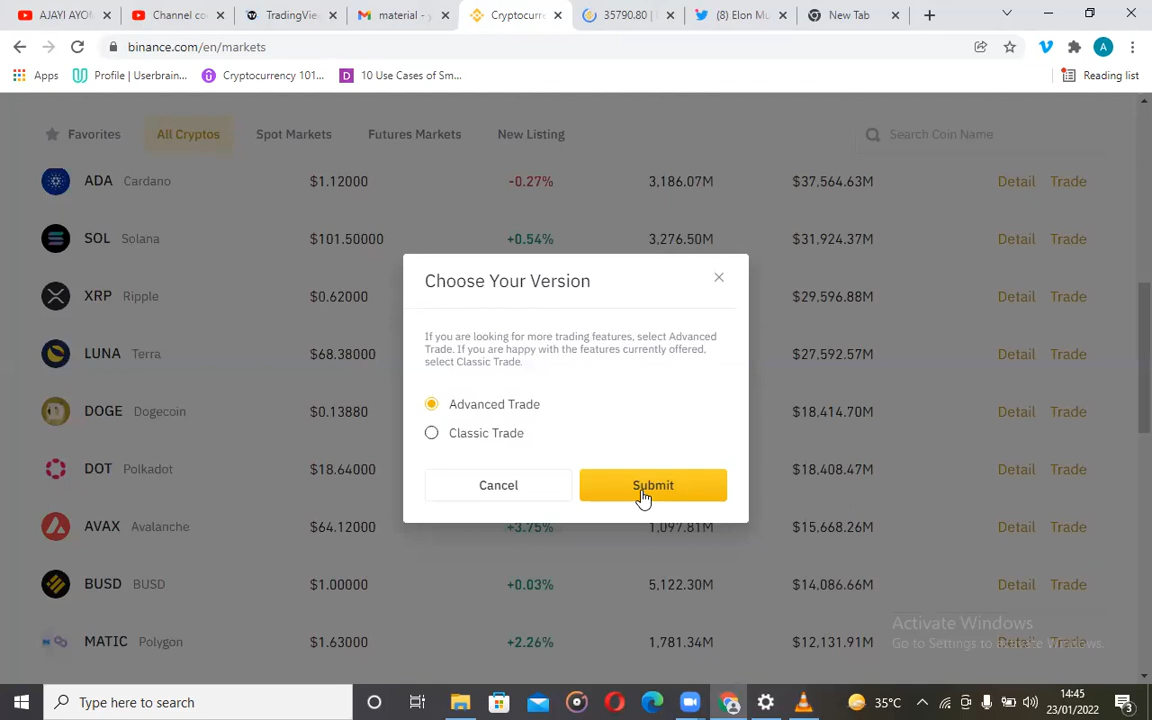 AJAYI AYOM
Channel co
TradingVie
material - 
Cryptocurr
35790.80 |
(8) Elon Mu
New Tab
binance.com/en/markets
Apps
Profile | Userbrain...
Cryptocurrency 101...
10 Use Cases of Sm...
Reading list
Favorites
All Cryptos
Spot Markets
Futures Markets
New Listing
Search Coin Name
ADA Cardano $1.12000 -0.27% 3,186.07M $37,564.63M Detail Trade
SOL Solana $101.50000 +0.54% 3,276.50M $31,924.37M Detail Trade
XRP Ripple $0.62000 $29,596.88M Detail Trade
LUNA Terra $68.38000 $27,592.57M Detail Trade
DOGE Dogecoin $0.13880 $18,414.70M Detail Trade
DOT Polkadot $18.64000 $18,408.47M Detail Trade
AVAX Avalanche $64.12000 +3.75% 1,097.81M $15,668.26M Detail Trade
BUSD BUSD $1.00000 +0.03% 5,122.30M $14,086.66M Detail Trade
MATIC Polygon $1.63000 +2.26% 1,781.34M $12,131.91M Detail Trade
Choose Your Version
If you are looking for more trading features, select Advanced
Trade. If you are happy with the features currently offered,
select Classic Trade.
Advanced Trade
Classic Trade
Cancel
Submit
Activate Windows
Go to Settings to Activate Windows.
Type here to search
35°C
14:45
23/01/2022
3